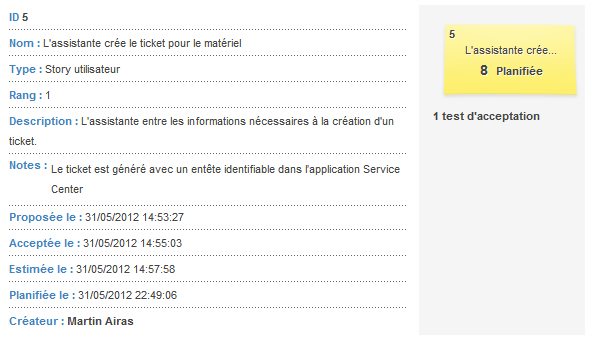 ID 5
Nom : L'assistante crée le ticket pour le matériel
Type : Story utilisateur
Rang : 1
Description : L'assistante entre les informations nécessaires à la création d'un
ticket.
Notes : Le ticket est généré avec un entête identifiable dans l'application Service
Center
Proposée le : 31/05/2012 14:53:27
Acceptée le : 31/05/2012 14:55:03
Estimée le : 31/05/2012 14:57:58
Planifiée le : 31/05/2012 22:49:06
Créateur : Martin Airas
5
L'assistante crée...
8 Planifiée
1 test d'acceptation